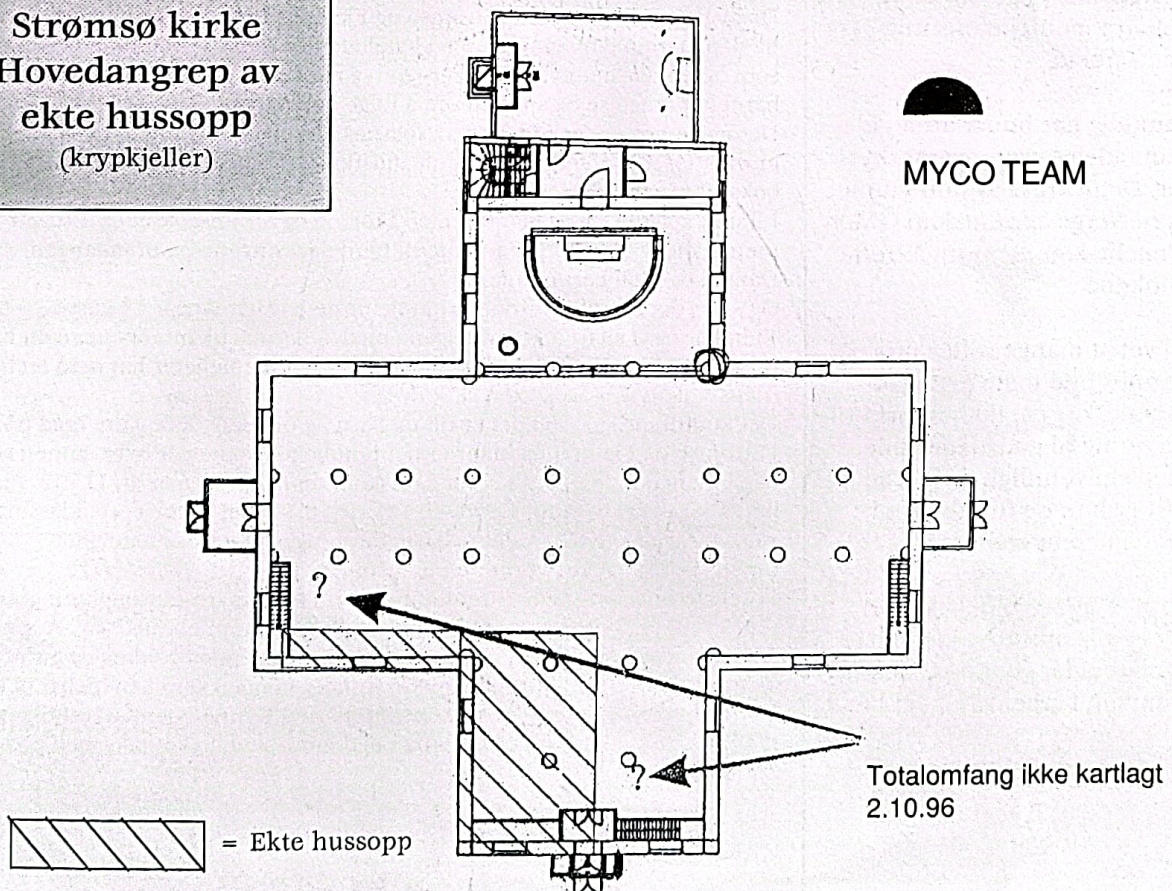 Strømsø kirke
Hovedangrep av
ekte hussopp
(krypkjeller)
MYCO TEAM
?
?
Totalomfang ikke kartlagt
2.10.96
= Ekte hussopp